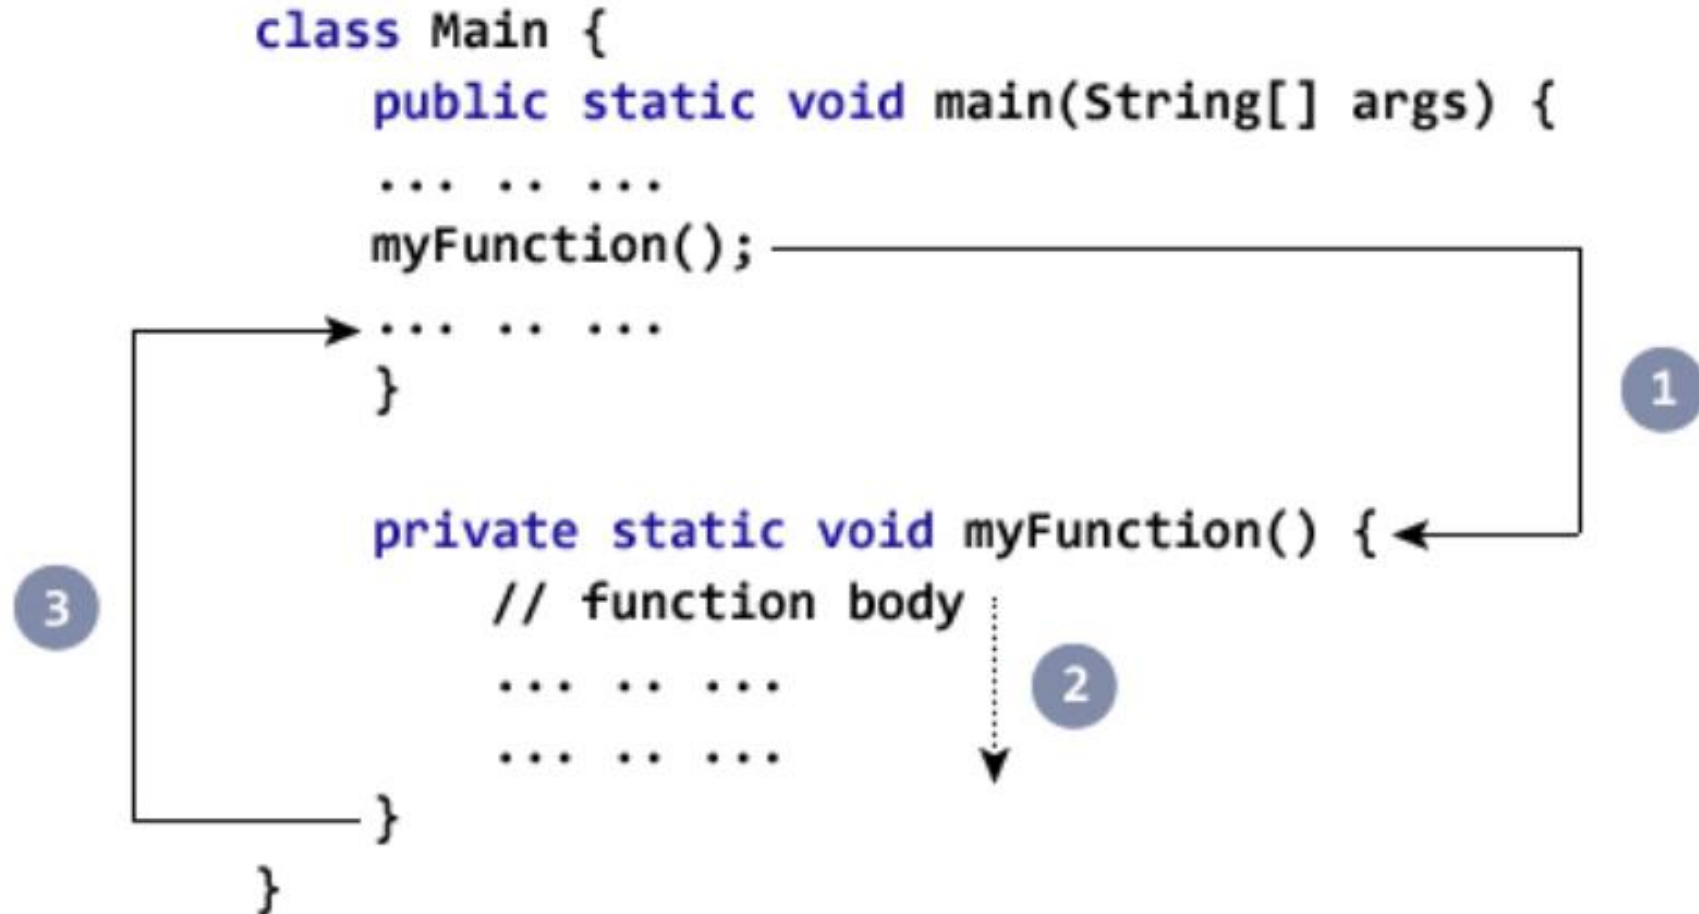 class Main {
public static void main(String[] args) {
... .. ...
myFunction();
... .. ...
}
1
private static void myFunction() {
3
// function body
... .. ...
2
... .. ...
}
}